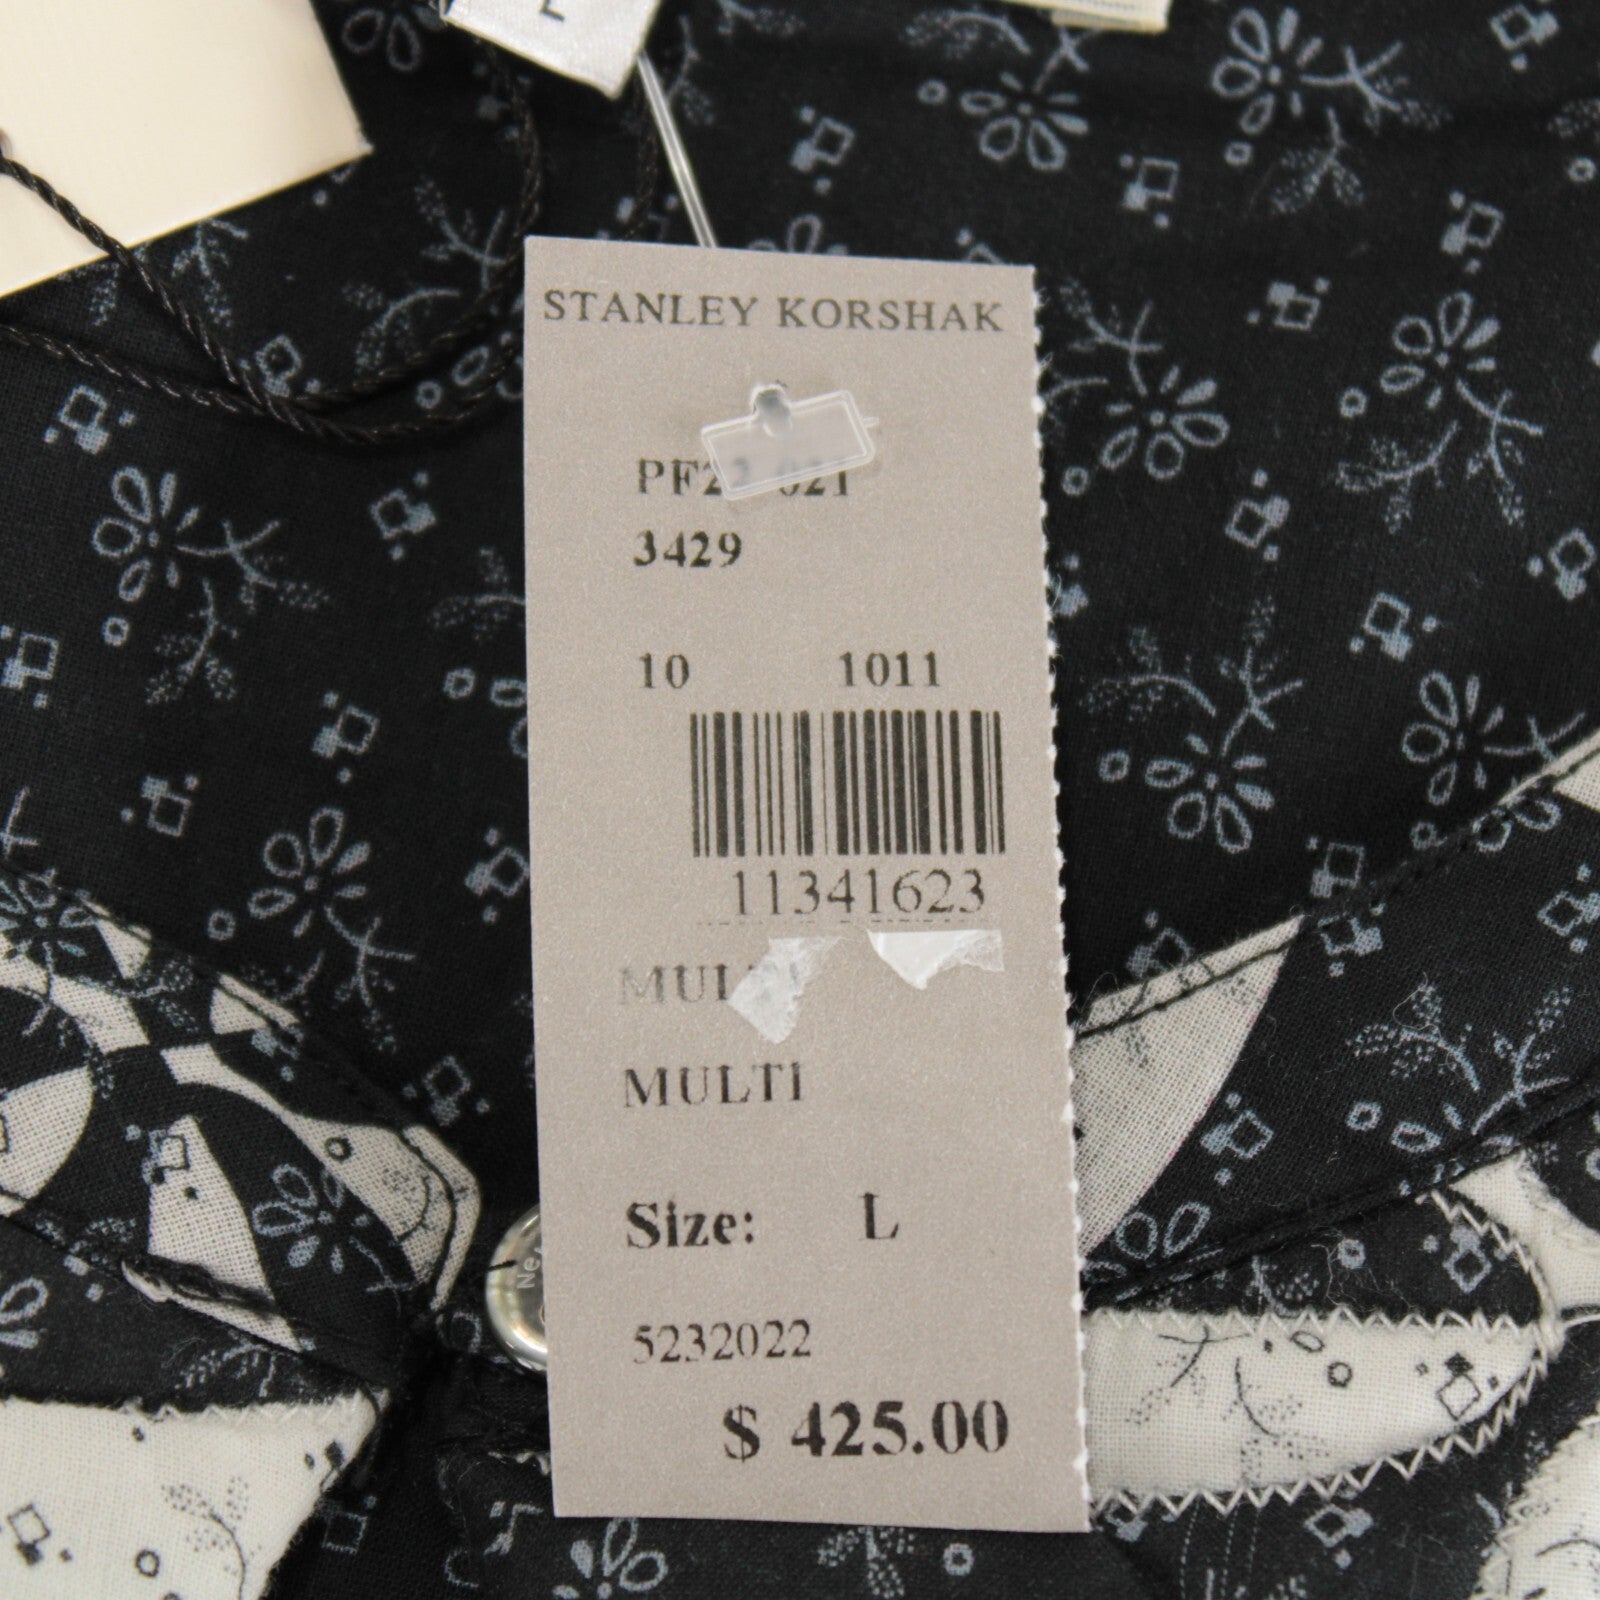 L
STANLEY KORSHAK
3429
10 1011
11341623
MULTI
Size: L
5232022
$ 425.00